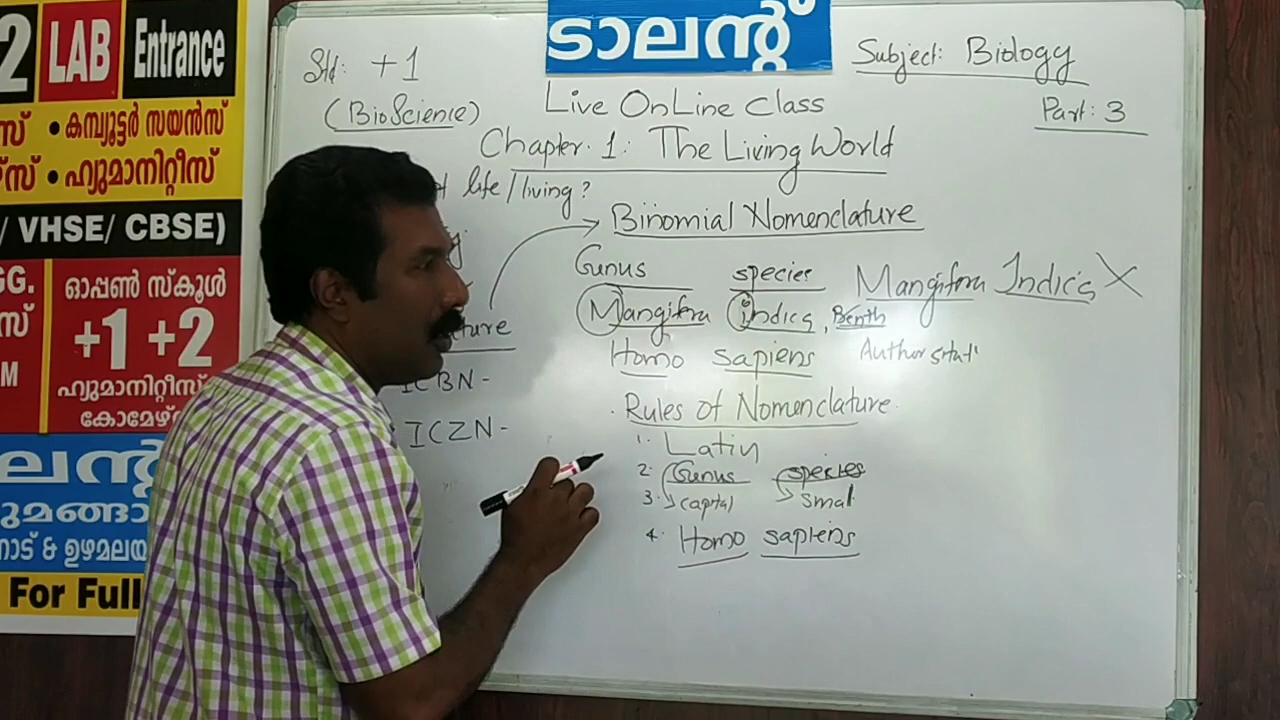 2 LAB Entrance
സ് • കമ്പ്യൂട്ടർ സയൻസ്
ഴ്സ് • ഹ്യുമാനിറ്റീസ്
/ VHSE/ CBSE)
GG.
സ്
M
ഓപ്പൺ സ്കൂൾ
+1 +2
ഹ്യുമാനിറ്റീസ്
കോമേഴ്
ലന്റ്
ുമങ്ങാ
നാട് & ഉഴമലയ
For Full
ടാലന്റ്
Std: +1
(BioScience)
Subject: Biology
Part: 3
Live OnLine Class
Chapter. 1: The Living World
life/living?
Binomial Nomenclature
Genus species
Mangifera indica, Benth
Mangifera Indica X
Homo sapiens
Author
ture
ICBN -
ICZN -
Rules of Nomenclature
1. Latin
2. Genus species
3. capital Small
4. Homo sapiens